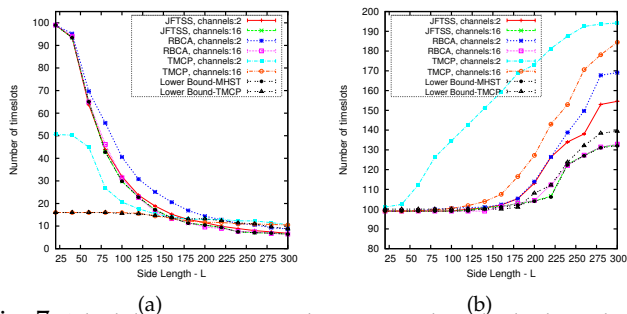 100
90
80
70
60
50
40
30
20
10
0
Number of timeslots
25 50 75 100 125 150 175 200 225 250 275 300
Side Length - L
JFTSS, channels:2
JFTSS, channels:16
RBCA, channels:2
RBCA, channels:16
TMCP, channels:2
TMCP, channels:16
Lower Bound-MHST
Lower Bound-TMCP
(a)
200
190
180
170
160
150
140
130
120
110
100
90
80
Number of timeslots
25 50 75 100 125 150 175 200 225 250 275 300
Side Length - L
JFTSS, channels:2
JFTSS, channels:16
RBCA, channels:2
RBCA, channels:16
TMCP, channels:2
TMCP, channels:16
Lower Bound-MHST
Lower Bound-TMCP
(b)